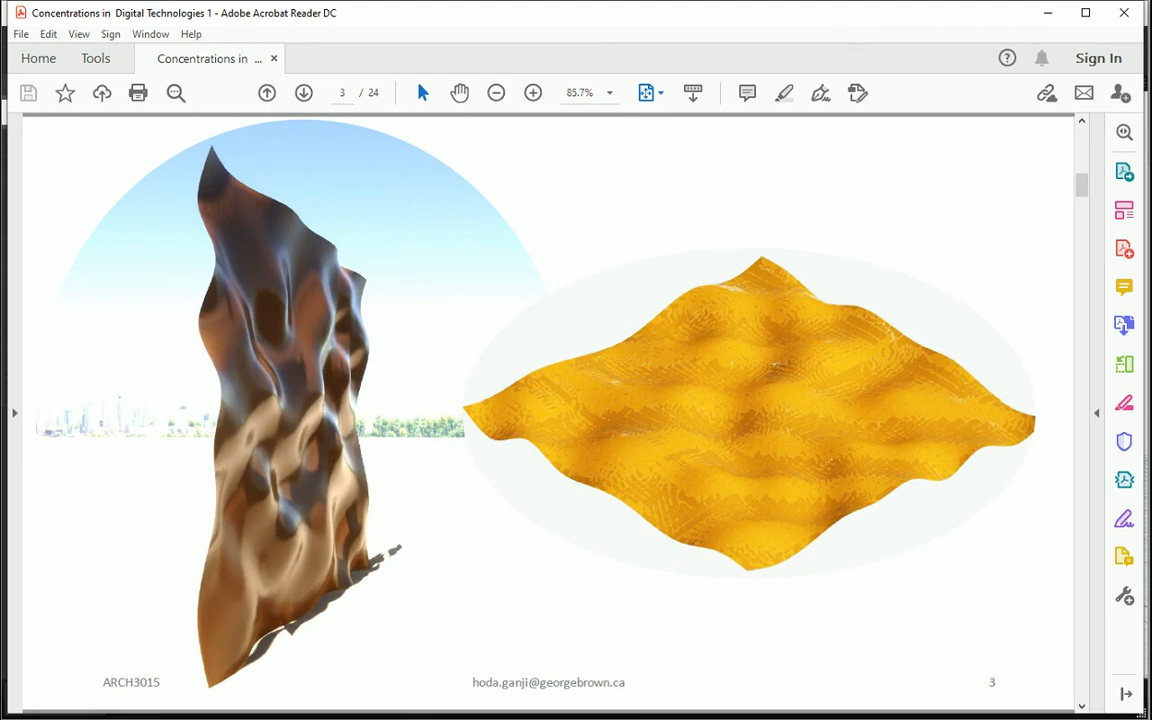 Concentrations in  Digital Technologies 1 - Adobe Acrobat Reader DC
File Edit View Sign Window Help
Home Tools Concentrations in ... × Sign In
3 / 24 85.7%
ARCH3015 hoda.ganji@georgebrown.ca 3